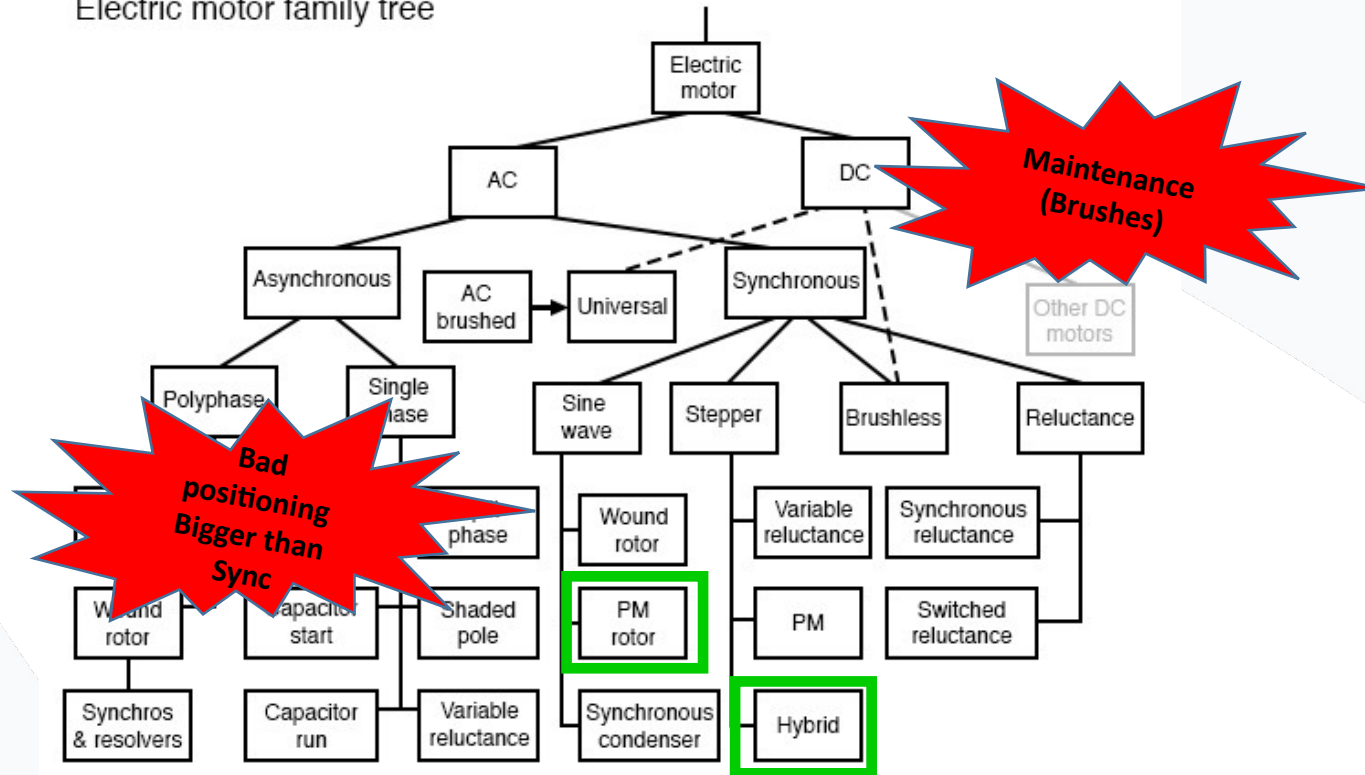 Electric motor family tree
Electric
motor
AC
DC
Maintenance
(Brushes)
Asynchronous
AC
brushed
Universal
Synchronous
Other DC
motors
Polyphase
Single
Sine
wave
Stepper
Brushless
Reluctance
Bad
positioning
Bigger than
Sync
phase
Wound
rotor
Variable
reluctance
Synchronous
reluctance
Wound
rotor
Capacitor
start
Shaded
pole
PM
rotor
PM
Switched
reluctance
Synchros
& resolvers
Capacitor
run
Variable
reluctance
Synchronous
condenser
Hybrid